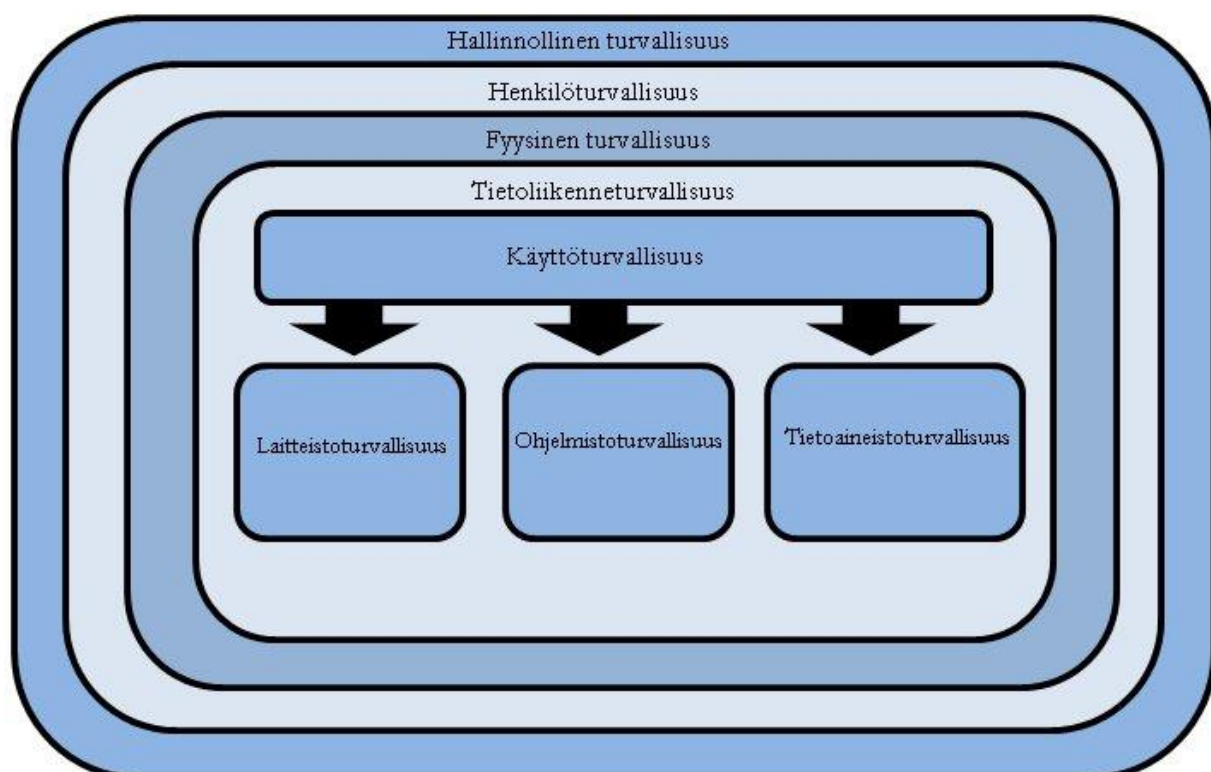 Hallinnollinen turvallisuus
Henkilöturvallisuus
Fyysinen turvallisuus
Tietoliikenneturvallisuus
Käyttöturvallisuus
Laitteistoturvallisuus
Ohjelmistoturvallisuus
Tietoaineistoturvallisuus